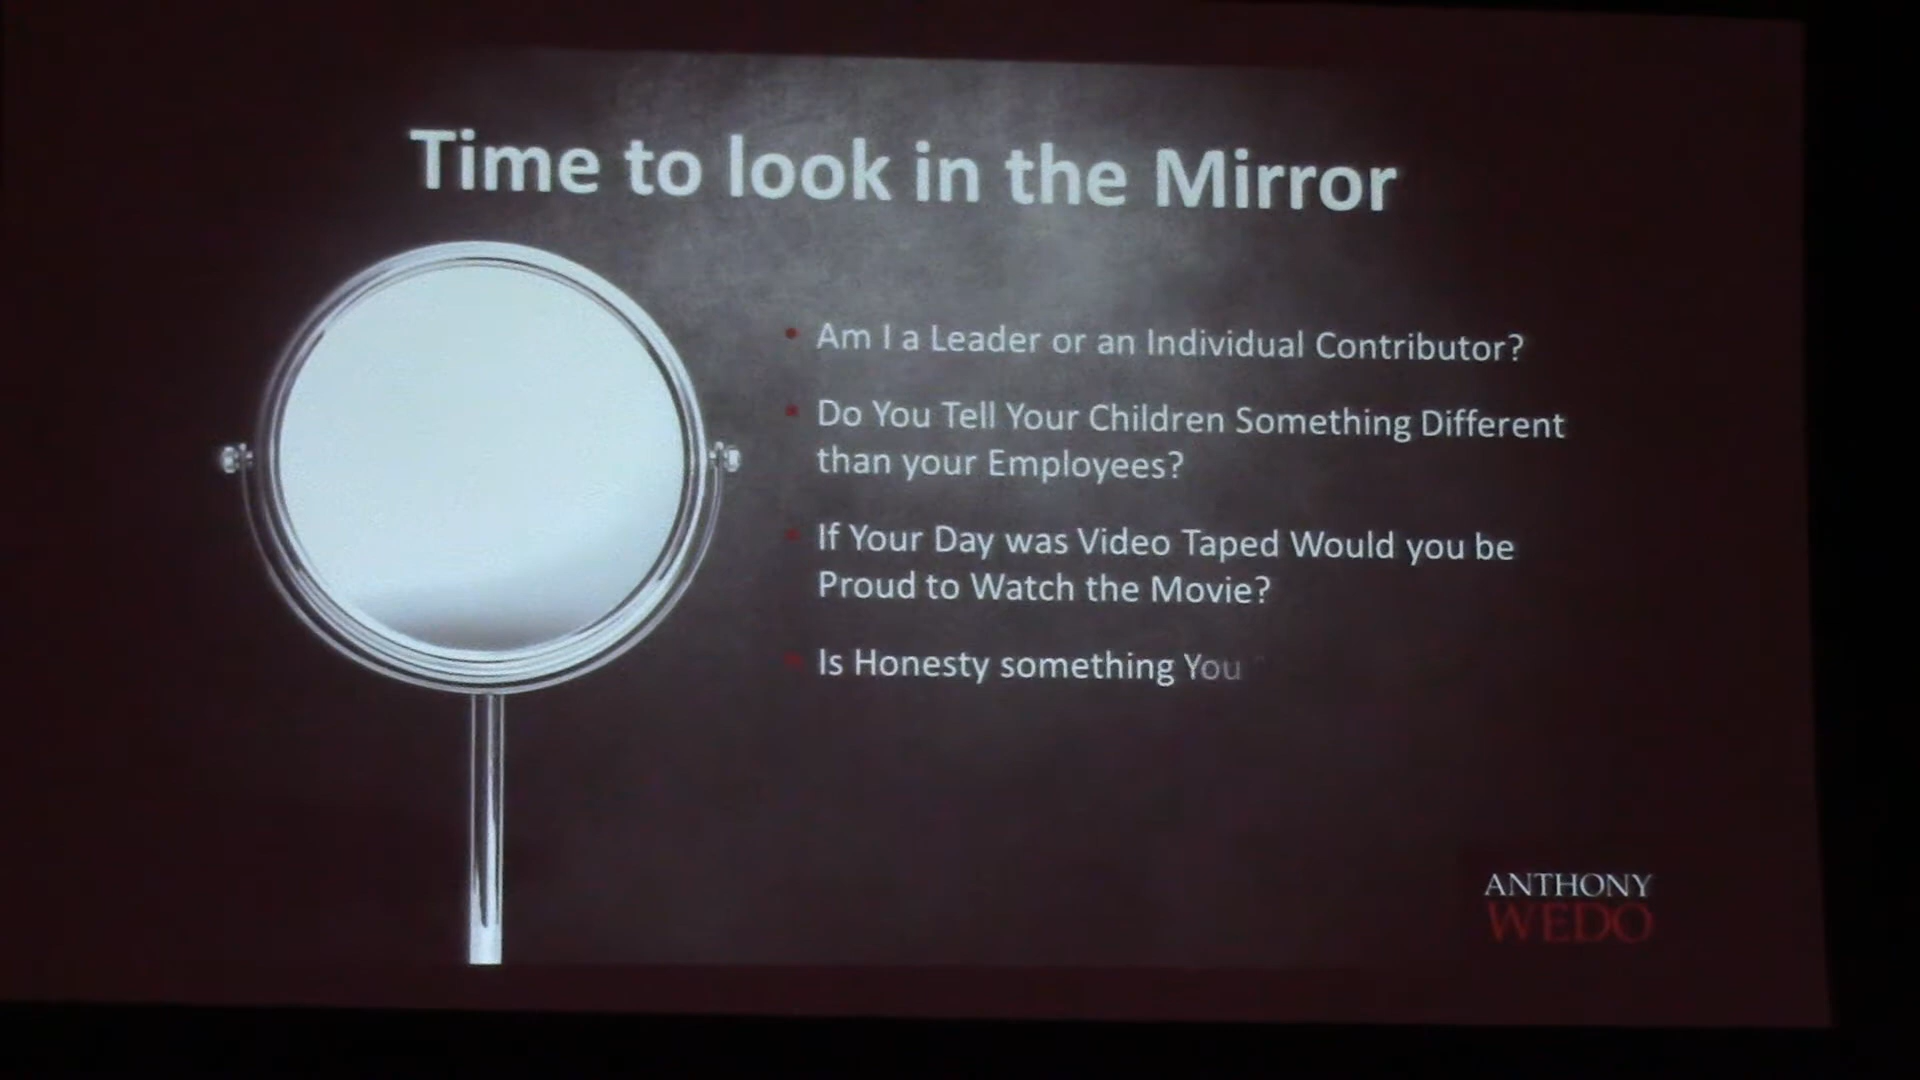 Time to look in the Mirror
Am I a Leader or an Individual Contributor?
Do You Tell Your Children Something Different
than your Employees?
If Your Day was Video Taped Would you be
Proud to Watch the Movie?
Is Honesty something You
ANTHONY
WEDO